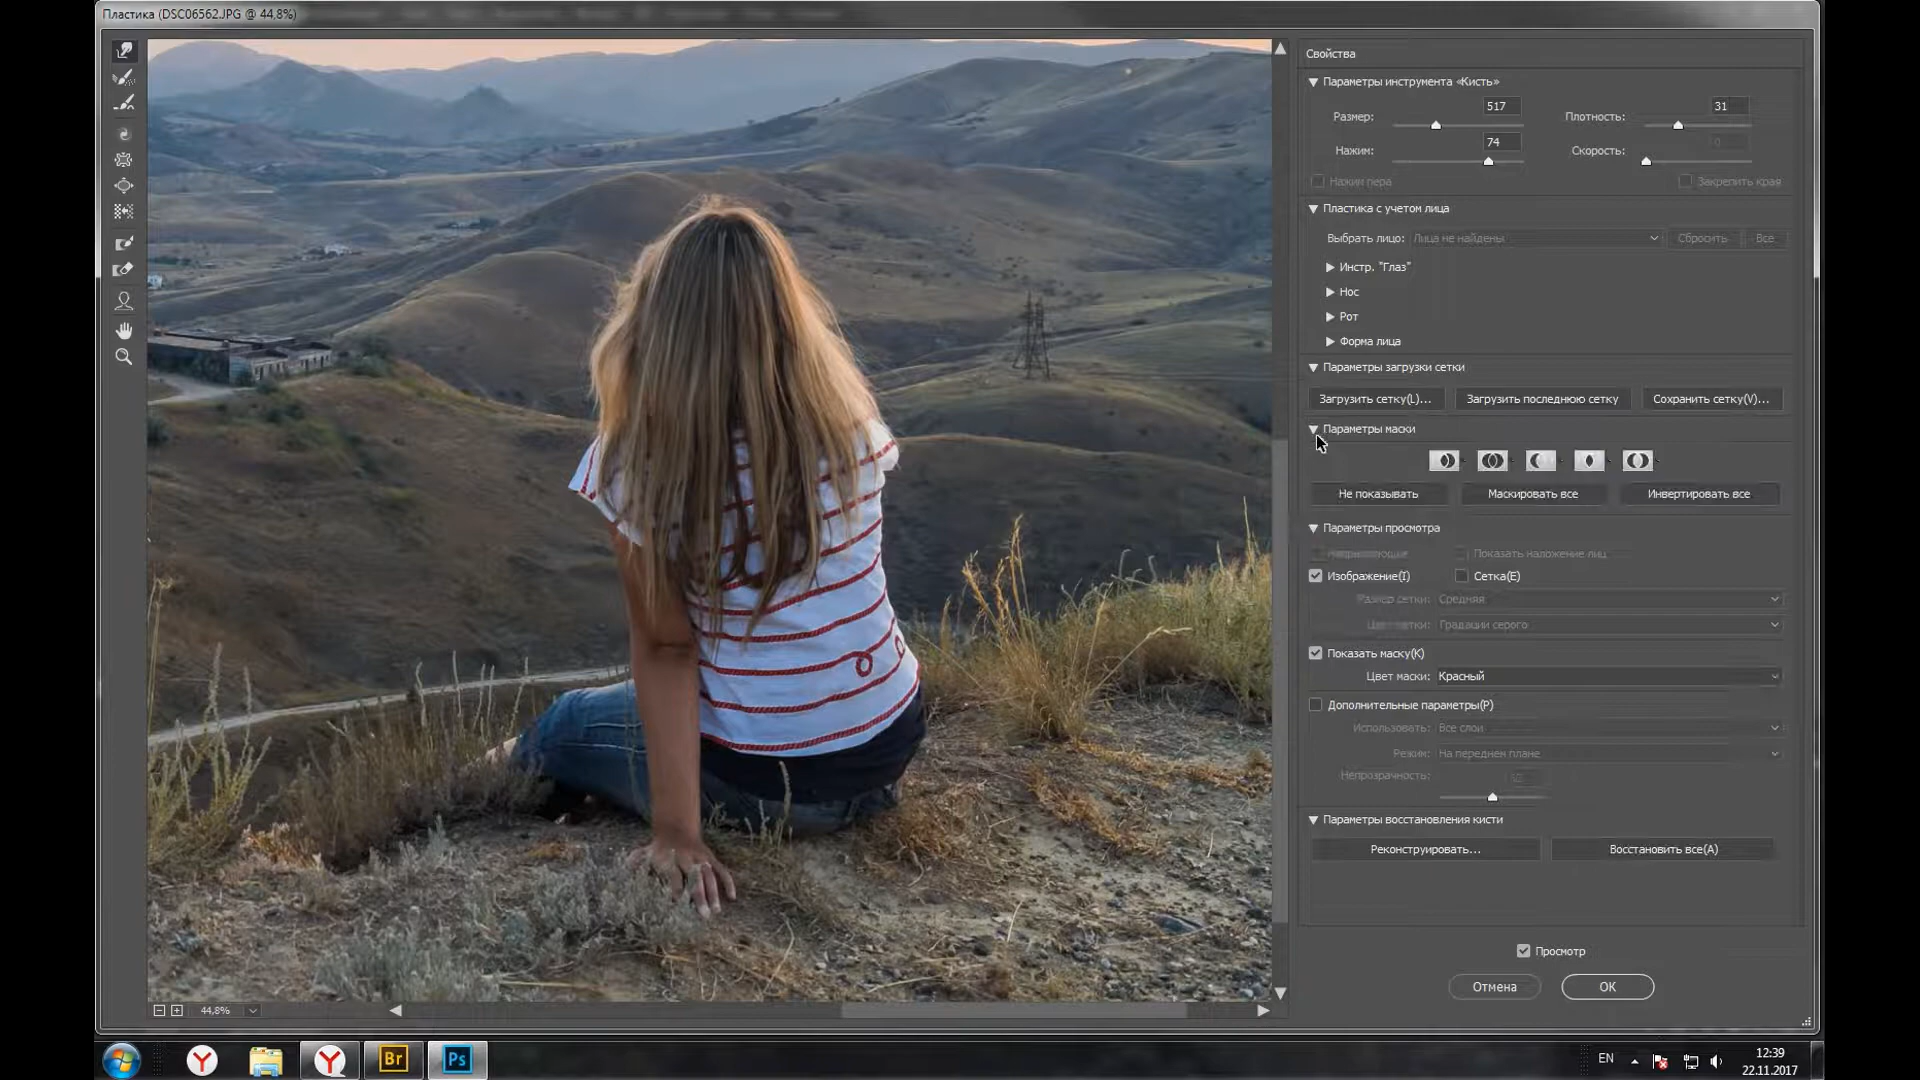 Пластика (DSC06562.JPG @ 44,8%)
Свойства
Параметры инструмента «Кисть»
Размер: 517
Плотность: 31
Нажим: 74
Скорость: 0
Нажим пера
Закрепить края
Пластика с учетом лица
Выбрать лицо: Лица не найдены
Сбросить
Все
Инстр. "Глаз"
Нос
Рот
Форма лица
Параметры загрузки сетки
Загрузить сетку(L)...
Загрузить последнюю сетку
Сохранить сетку(V)...
Параметры маски
Не показывать
Маскировать все
Инвертировать все
Параметры просмотра
Показать наложение лиц
Изображение(I)
Сетка(E)
Размер сетки: Средняя
Градации серого
Показать маску(K)
Цвет маски: Красный
Дополнительные параметры(P)
Использовать: Все слои
Режим: На переднем плане
Непрозрачность:
Параметры восстановления кисти
Реконструировать...
Восстановить все(A)
Просмотр
Отмена
ОК
44,8%
Br
Ps
EN
12:39
22.11.2017